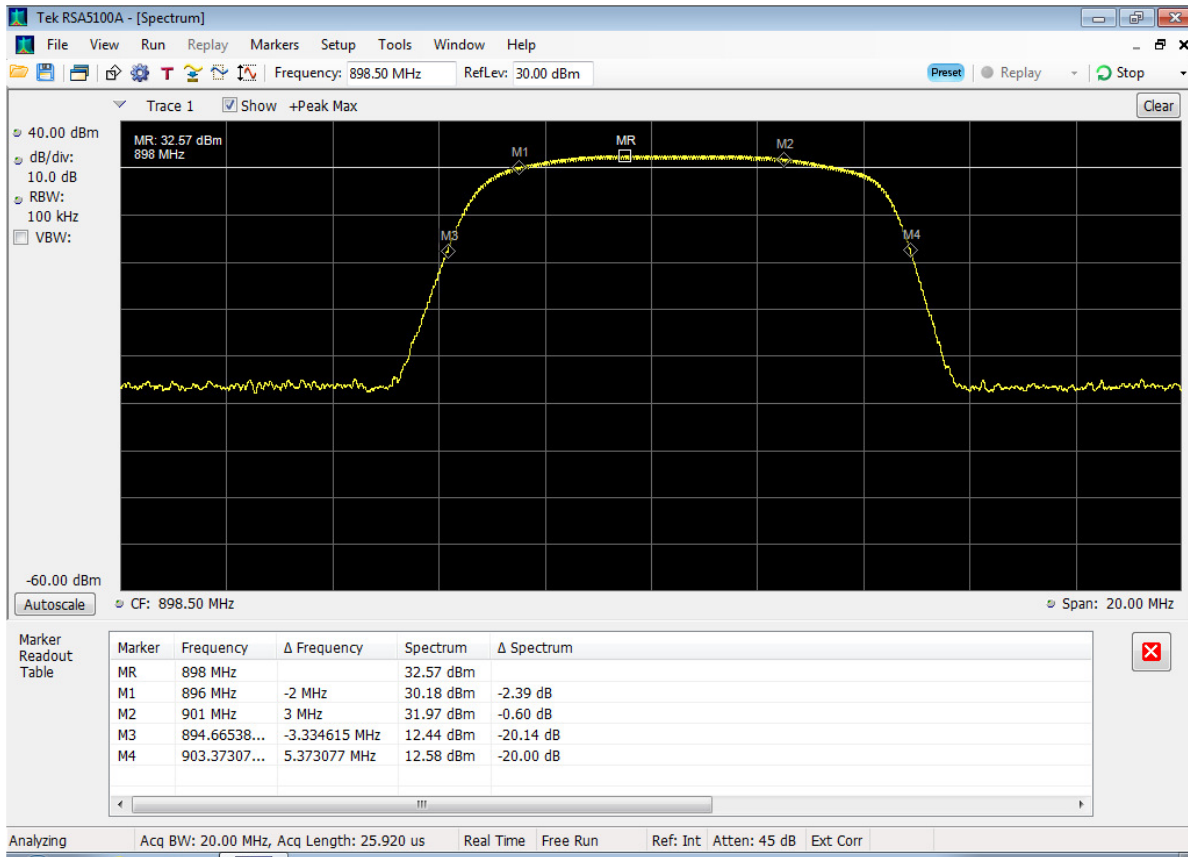 Tek RSA5100A - [Spectrum]
File View Run Replay Markers Setup Tools Window Help
T Frequency: 898.50 MHz RefLev: 30.00 dBm Preset Replay Stop
Trace 1 Show +Peak Max Clear
40.00 dBm
dB/div:
10.0 dB
RBW:
100 kHz
VBW:
MR: 32.57 dBm
898 MHz
M1 MR M2
M3 M4
-60.00 dBm
Autoscale CF: 898.50 MHz Span: 20.00 MHz
Marker
Readout
Table
Marker Frequency Δ Frequency Spectrum Δ Spectrum
MR 898 MHz 32.57 dBm
M1 896 MHz -2 MHz 30.18 dBm -2.39 dB
M2 901 MHz 3 MHz 31.97 dBm -0.60 dB
M3 894.66538... -3.334615 MHz 12.44 dBm -20.14 dB
M4 903.37307... 5.373077 MHz 12.58 dBm -20.00 dB
Analyzing Acq BW: 20.00 MHz, Acq Length: 25.920 us Real Time Free Run Ref: Int Atten: 45 dB Ext Corr